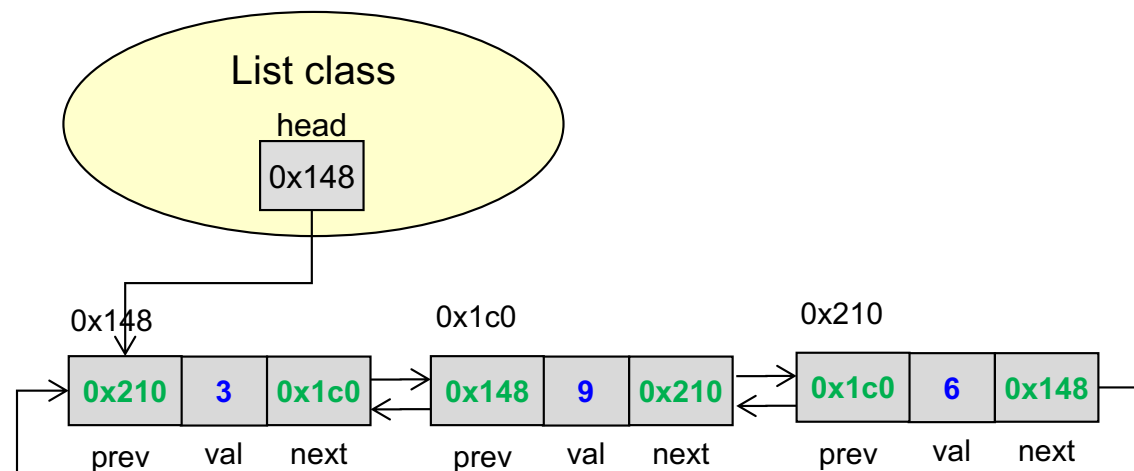 List class
head
0x148
0x148 0x1c0 0x210
0x210 3 0x1c0 0x148 9 0x210 0x1c0 6 0x148
prev val next prev val next prev val next